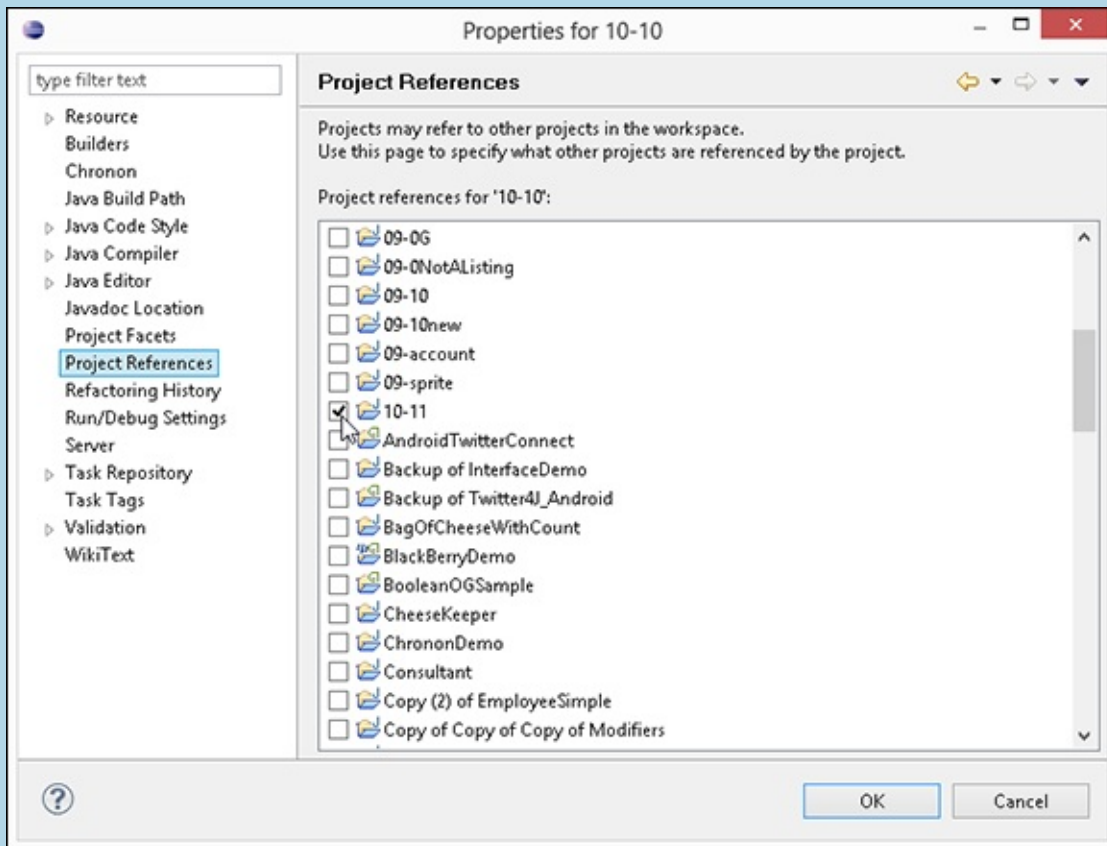 Properties for 10-10
type filter text
Resource
Builders
Chronon
Java Build Path
Java Code Style
Java Compiler
Java Editor
Javadoc Location
Project Facets
Project References
Refactoring History
Run/Debug Settings
Server
Task Repository
Task Tags
Validation
WikiText
Project References
Projects may refer to other projects in the workspace.
Use this page to specify what other projects are referenced by the project.
Project references for '10-10':
09-0G
09-0NotAListing
09-10
09-10new
09-account
09-sprite
10-11
AndroidTwitterConnect
Backup of InterfaceDemo
Backup of Twitter4J_Android
BagOfCheeseWithCount
BlackBerryDemo
BooleanOGSample
CheeseKeeper
ChrononDemo
Consultant
Copy (2) of EmployeeSimple
Copy of Copy of Copy of Modifiers
OK
Cancel